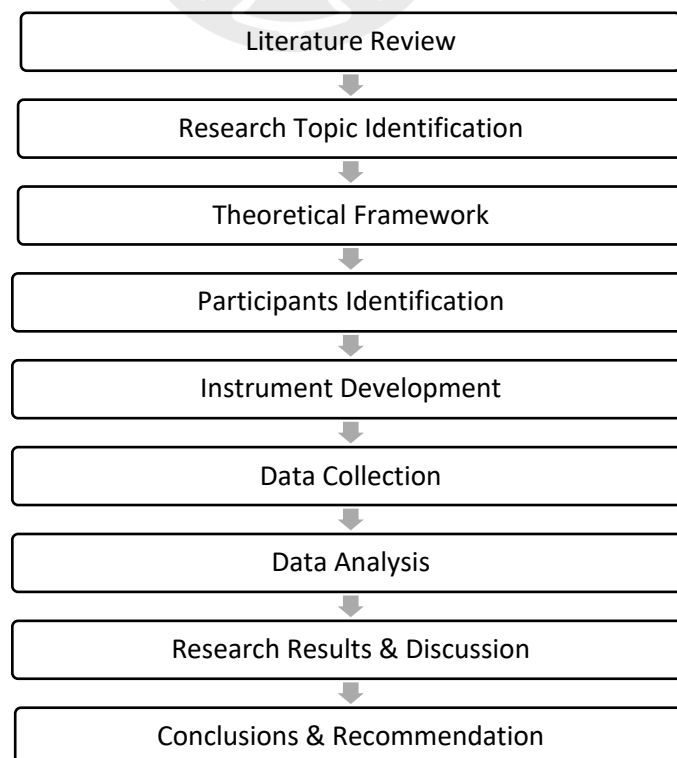 Literature Review
Research Topic Identification
Theoretical Framework
Participants Identification
Instrument Development
Data Collection
Data Analysis
Research Results & Discussion
Conclusions & Recommendation